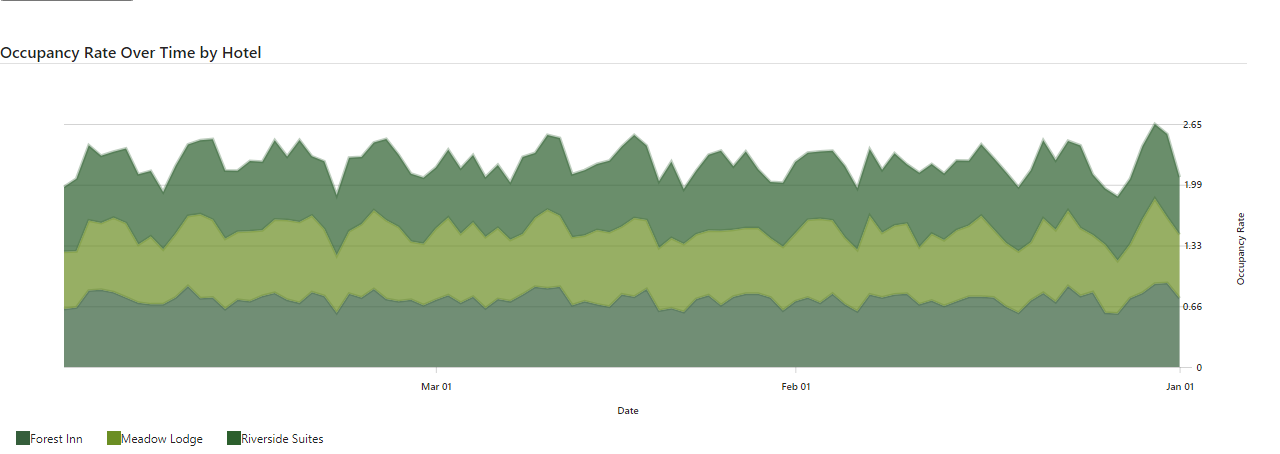 Occupancy Rate Over Time by Hotel
2.65
1.99
1.33
0.66
0
Occupancy Rate
Mar 01
Feb 01
Jan 01
Date
Forest Inn
Meadow Lodge
Riverside Suites